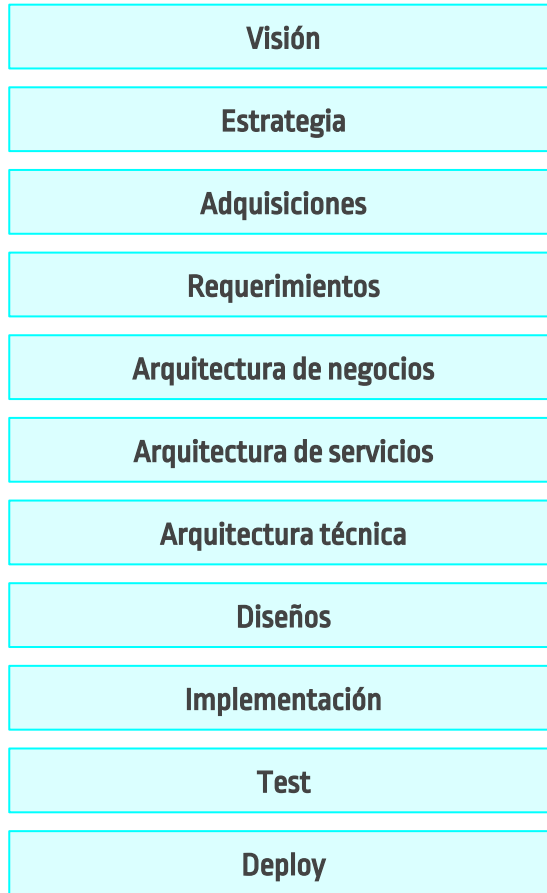 Visión
Estrategia
Adquisiciones
Requerimientos
Arquitectura de negocios
Arquitectura de servicios
Arquitectura técnica
Diseños
Implementación
Test
Deploy